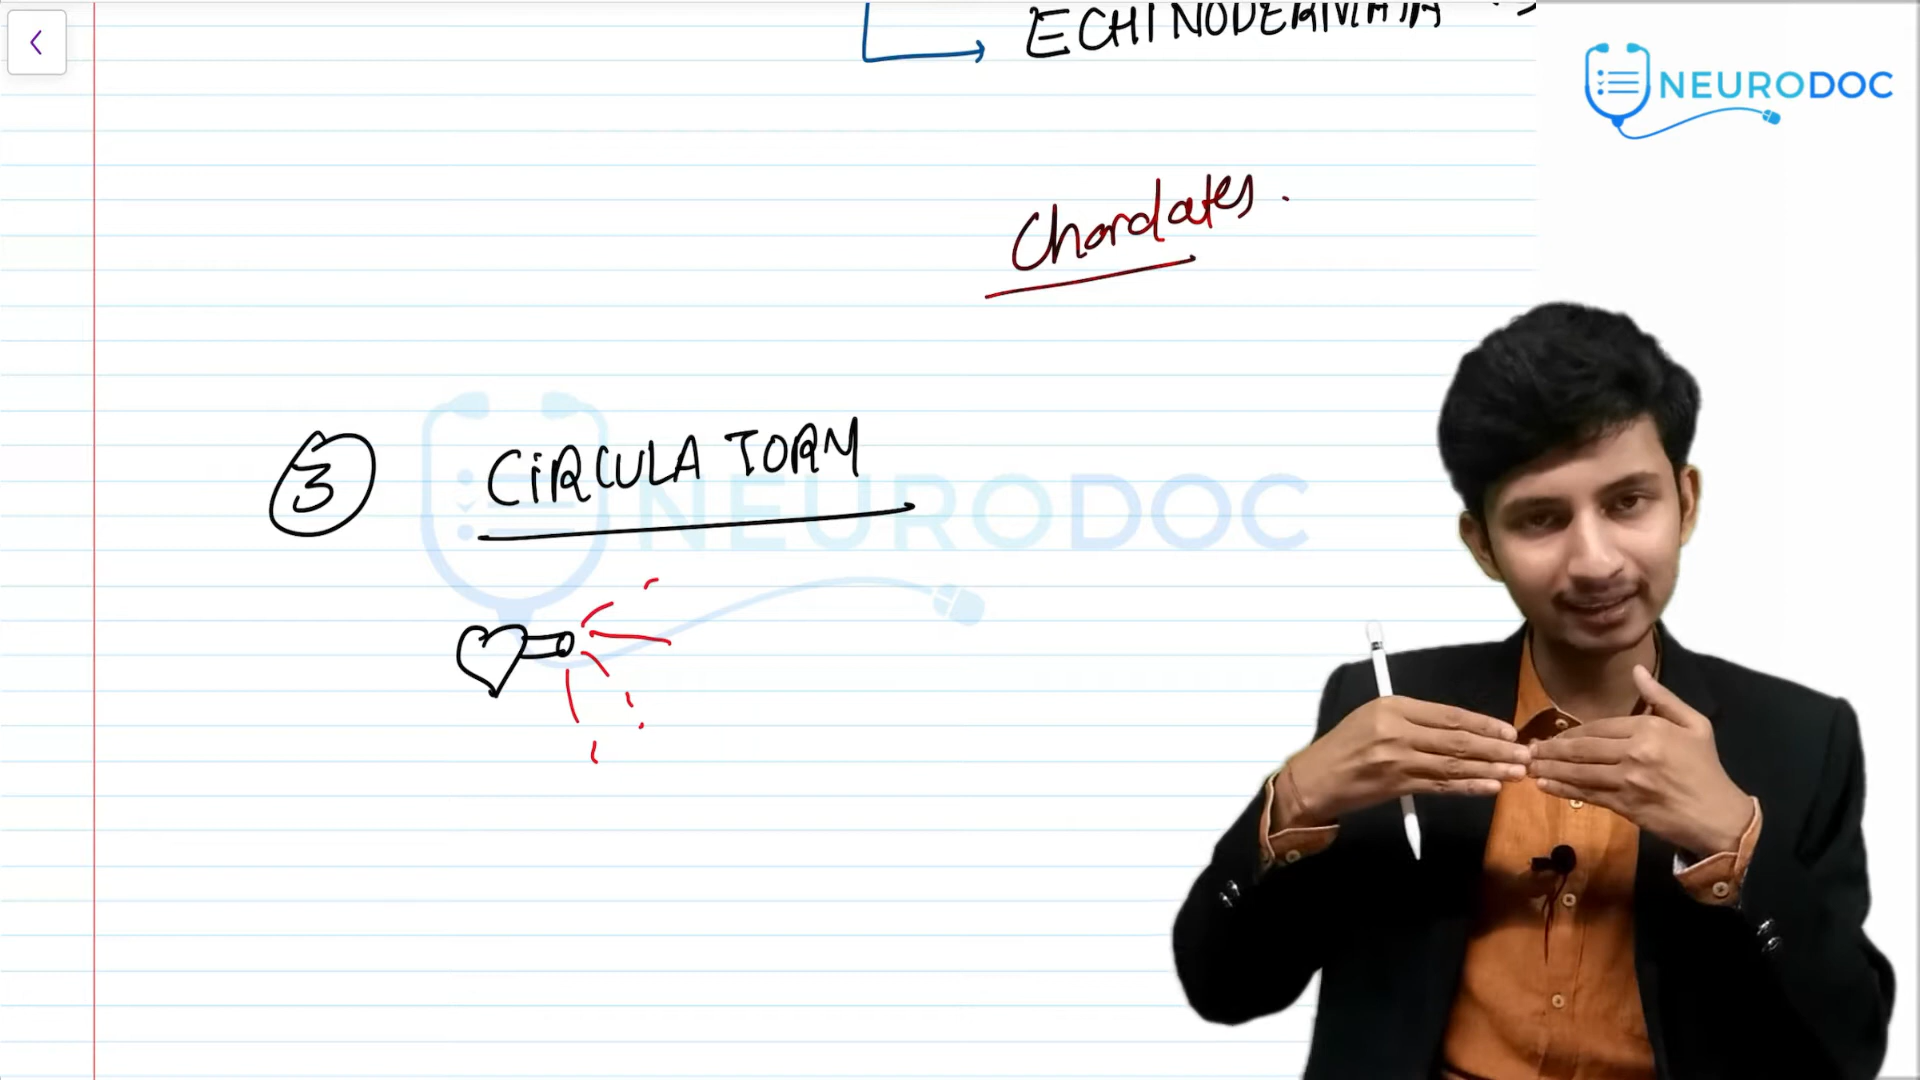 ECHINODERMATA
NEURODOC
Chordates.
3 CIRCULATORY
NEURODOC